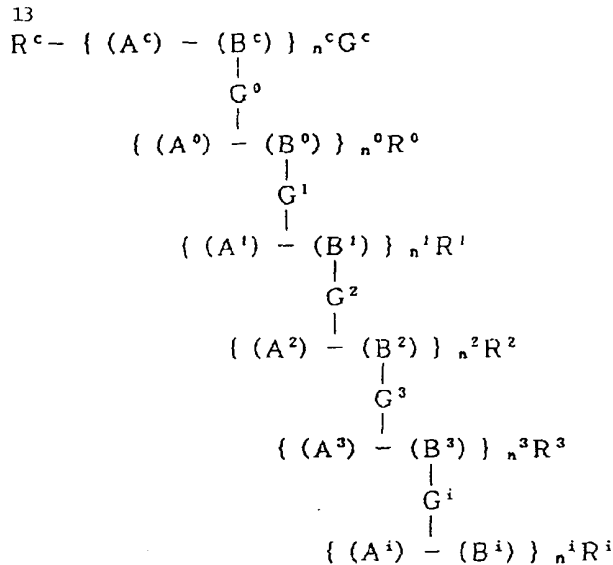 13
Rᶜ– { (Aᶜ) – (Bᶜ) } ₙᶜGᶜ
G⁰
{ (A⁰) – (B⁰) } ₙ⁰R⁰
G¹
{ (A¹) – (B¹) } ₙ¹R¹
G²
{ (A²) – (B²) } ₙ²R²
G³
{ (A³) – (B³) } ₙ³R³
Gⁱ
{ (Aⁱ) – (Bⁱ) } ₙⁱRⁱ